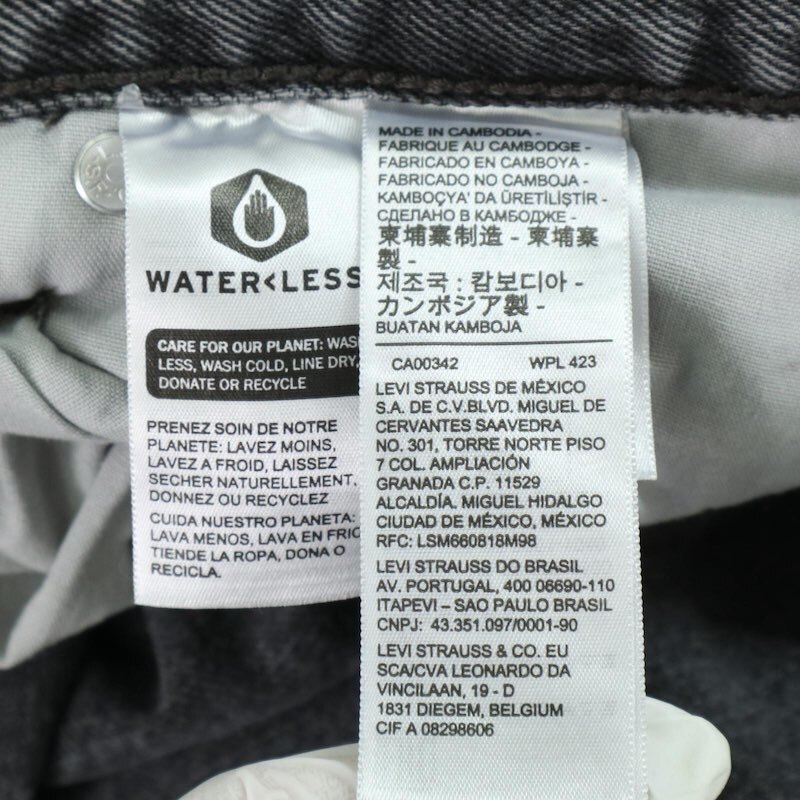 WATER<LESS
CARE FOR OUR PLANET: WASH
LESS, WASH COLD, LINE DRY,
DONATE OR RECYCLE
PRENEZ SOIN DE NOTRE
PLANETE: LAVEZ MOINS,
LAVEZ A FROID, LAISSEZ
SECHER NATURELLEMENT,
DONNEZ OU RECYCLEZ
CUIDA NUESTRO PLANETA:
LAVA MENOS, LAVA EN FRIO
TIENDE LA ROPA, DONA O
RECICLA.
MADE IN CAMBODIA -
FABRIQUE AU CAMBODGE -
FABRICADO EN CAMBOYA -
FABRICADO NO CAMBOJA -
KAMBOÇYA' DA ÜRETİLİŞTİR -
СДЕЛАНО В КАМБОДЖЕ -
柬埔寨制造 - 柬埔寨
製 -
제조국 : 캄보디아 -
カンボジア製 -
BUATAN KAMBOJA
CA00342 WPL 423
LEVI STRAUSS DE MÉXICO
S.A. DE C.V.BLVD. MIGUEL DE
CERVANTES SAAVEDRA
NO. 301, TORRE NORTE PISO
7 COL. AMPLIACIÓN
GRANADA C.P. 11529
ALCALDÍA. MIGUEL HIDALGO
CIUDAD DE MÉXICO, MÉXICO
RFC: LSM660818M98
LEVI STRAUSS DO BRASIL
AV. PORTUGAL, 400 06690-110
ITAPEVI – SAO PAULO BRASIL
CNPJ: 43.351.097/0001-90
LEVI STRAUSS & CO. EU
SCA/CVA LEONARDO DA
VINCILAAN, 19 - D
1831 DIEGEM, BELGIUM
CIF A 08298606